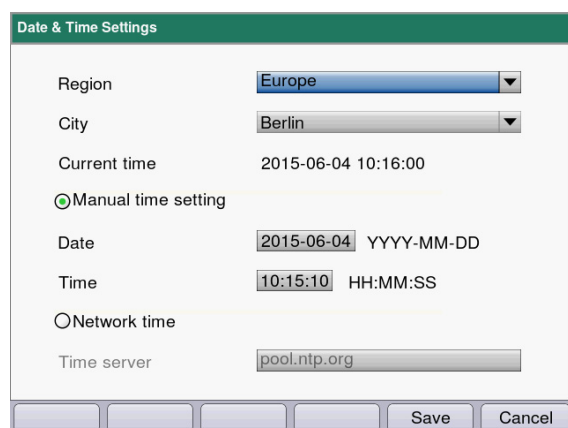 Date & Time Settings
Region Europe
City Berlin
Current time 2015-06-04 10:16:00
Manual time setting
Date 2015-06-04 YYYY-MM-DD
Time 10:15:10 HH:MM:SS
Network time
Time server pool.ntp.org
Save Cancel